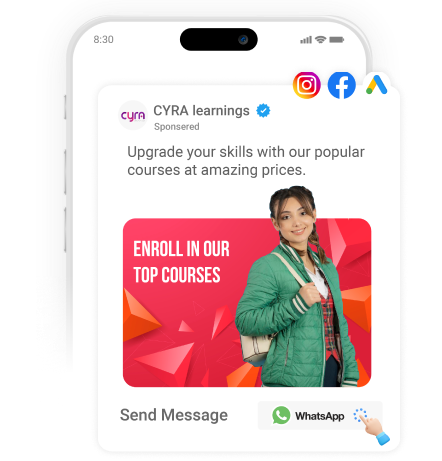 8:30
cyra
CYRA learnings
Sponsered
Upgrade your skills with our popular
courses at amazing prices.
ENROLL IN OUR
TOP COURSES
Send Message
WhatsApp